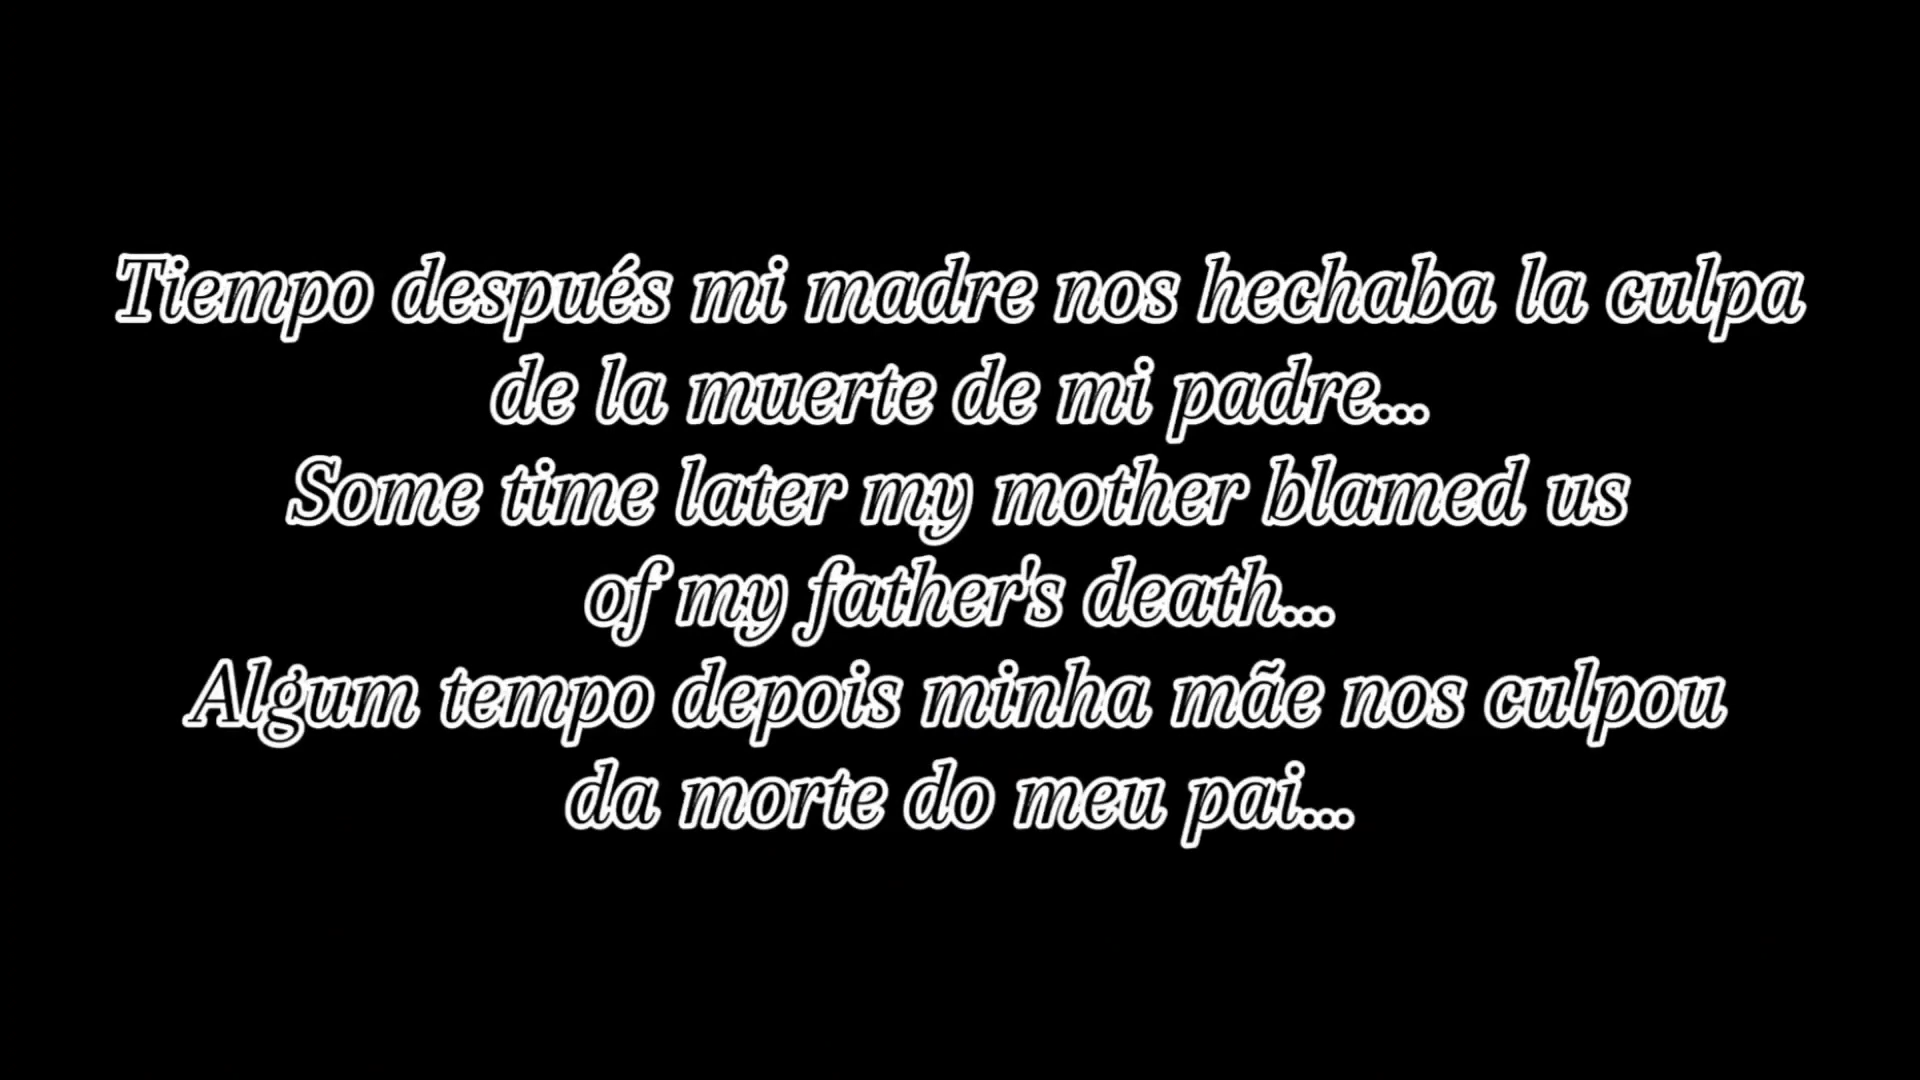 Tiempo después mi madre nos hechaba la culpa
de la muerte de mi padre...
Some time later my mother blamed us
of my father's death...
Algum tempo depois minha mãe nos culpou
da morte do meu pai...